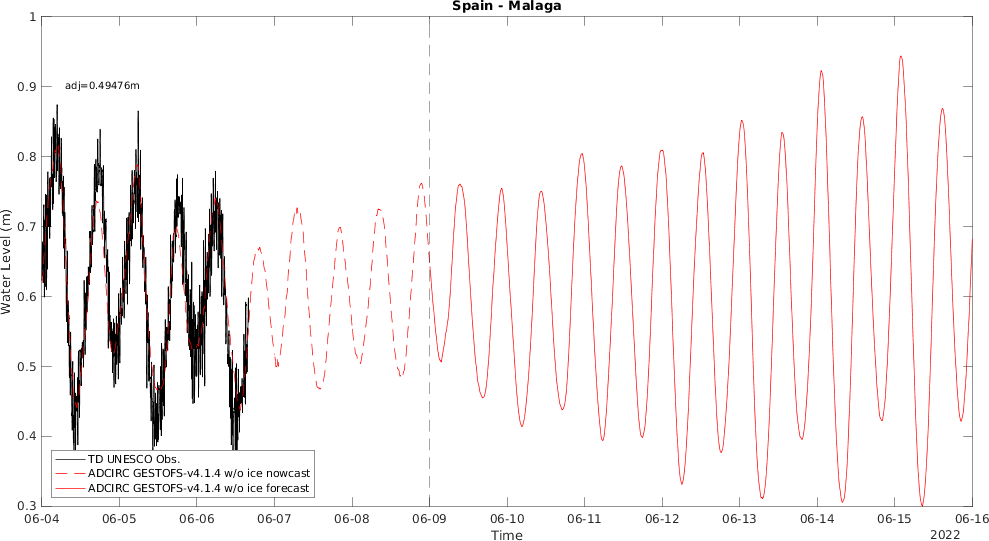 Spain - Malaga
adj=0.49476m
Water Level (m)
1
0.9
0.8
0.7
0.6
0.5
0.4
0.3
TD UNESCO Obs.
ADCIRC GESTOFS-v4.1.4 w/o ice nowcast
ADCIRC GESTOFS-v4.1.4 w/o ice forecast
06-04 06-05 06-06 06-07 06-08 06-09 06-10 06-11 06-12 06-13 06-14 06-15 06-16
Time
2022